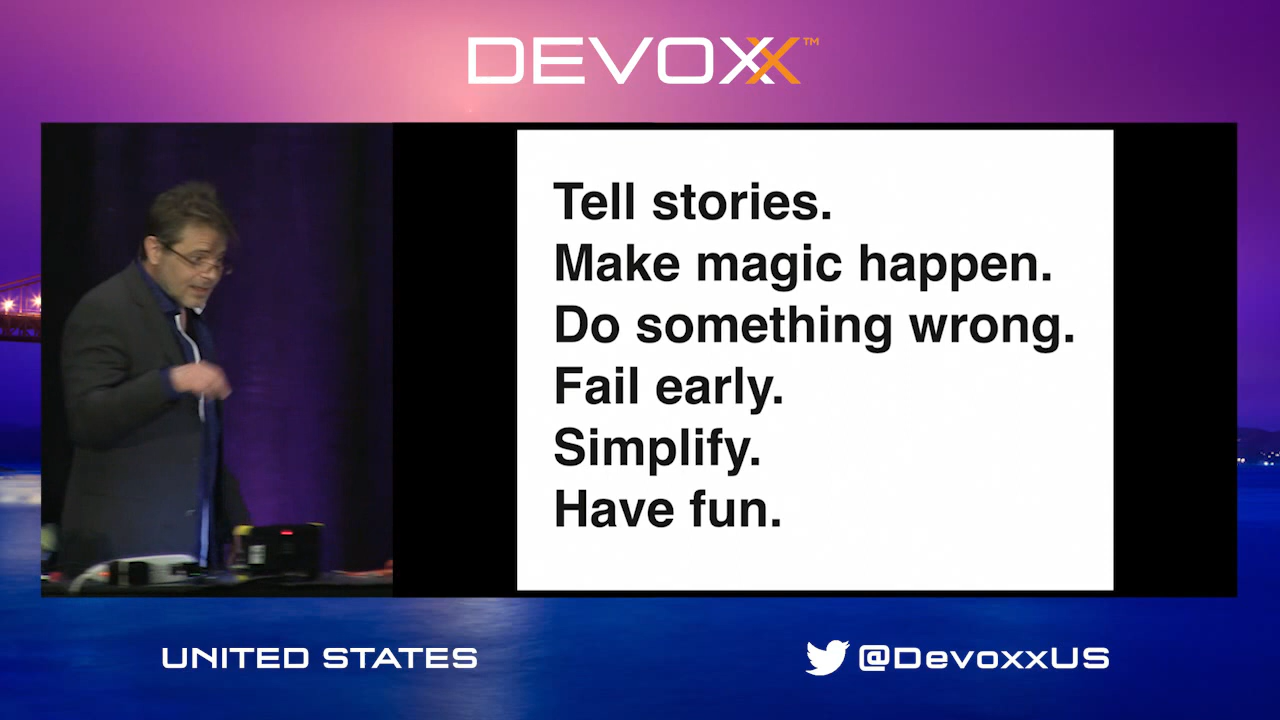 DEVOXX™
Tell stories.
Make magic happen.
Do something wrong.
Fail early.
Simplify.
Have fun.
UNITED STATES
@DevoxxUS